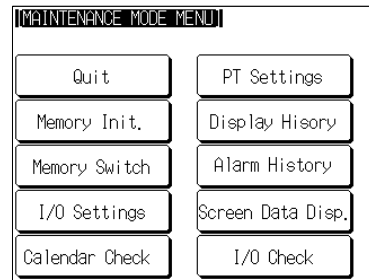 [MAINTENANCE MODE MENU]
Quit
PT Settings
Memory Init.
Display Hisory
Memory Switch
Alarm History
I/O Settings
Screen Data Disp.
Calendar Check
I/O Check